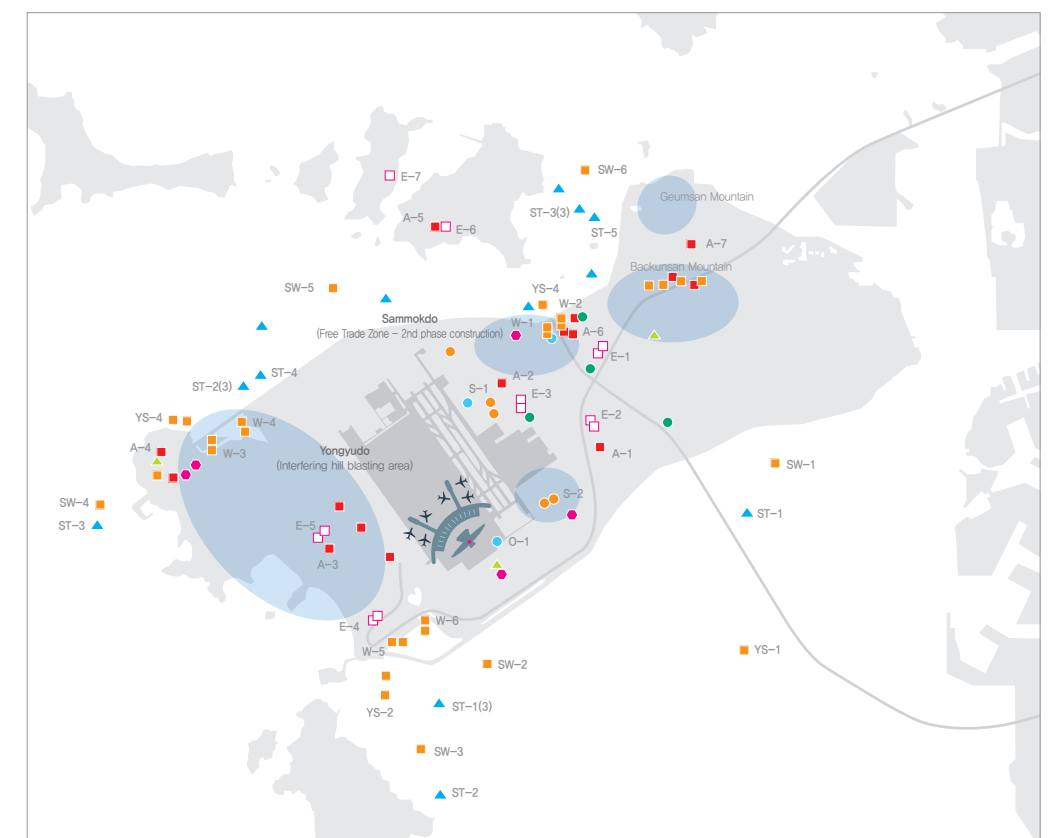 SW-6
E-7
Geumsan Mountain
ST-3(3)
A-5
E-6
ST-5
A-7
Backunsan Mountain
SW-5
YS-4
W-2
Sammokdo
(Free Trade Zone - 2nd phase construction)
W-1
A-6
E-1
ST-4
A-2
ST-2(3)
S-1
E-3
YS-4
W-4
E-2
A-4
W-3
Yongyudo
(Interfering hill blasting area)
A-1
SW-1
S-2
SW-4
ST-3
ST-1
E-5
O-1
A-3
E-4
W-6
W-5
SW-2
YS-1
YS-2
ST-1(3)
SW-3
ST-2